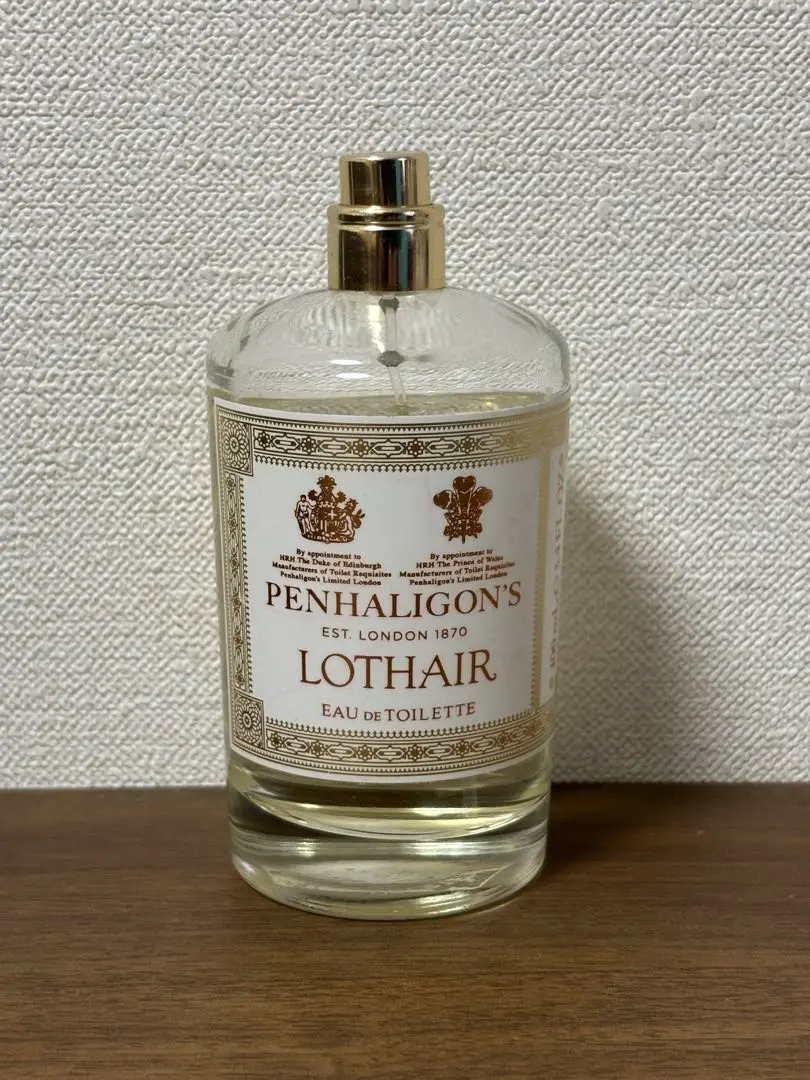 By appointment to
HRH The Duke of Edinburgh
Manufacturers of Toilet Requisites
Penhaligon's Limited London
By appointment to
HRH The Prince of Wales
Manufacturers of Toilet Requisites
Penhaligon's Limited London
PENHALIGON'S
EST. LONDON 1870
LOTHAIR
EAU DE TOILETTE